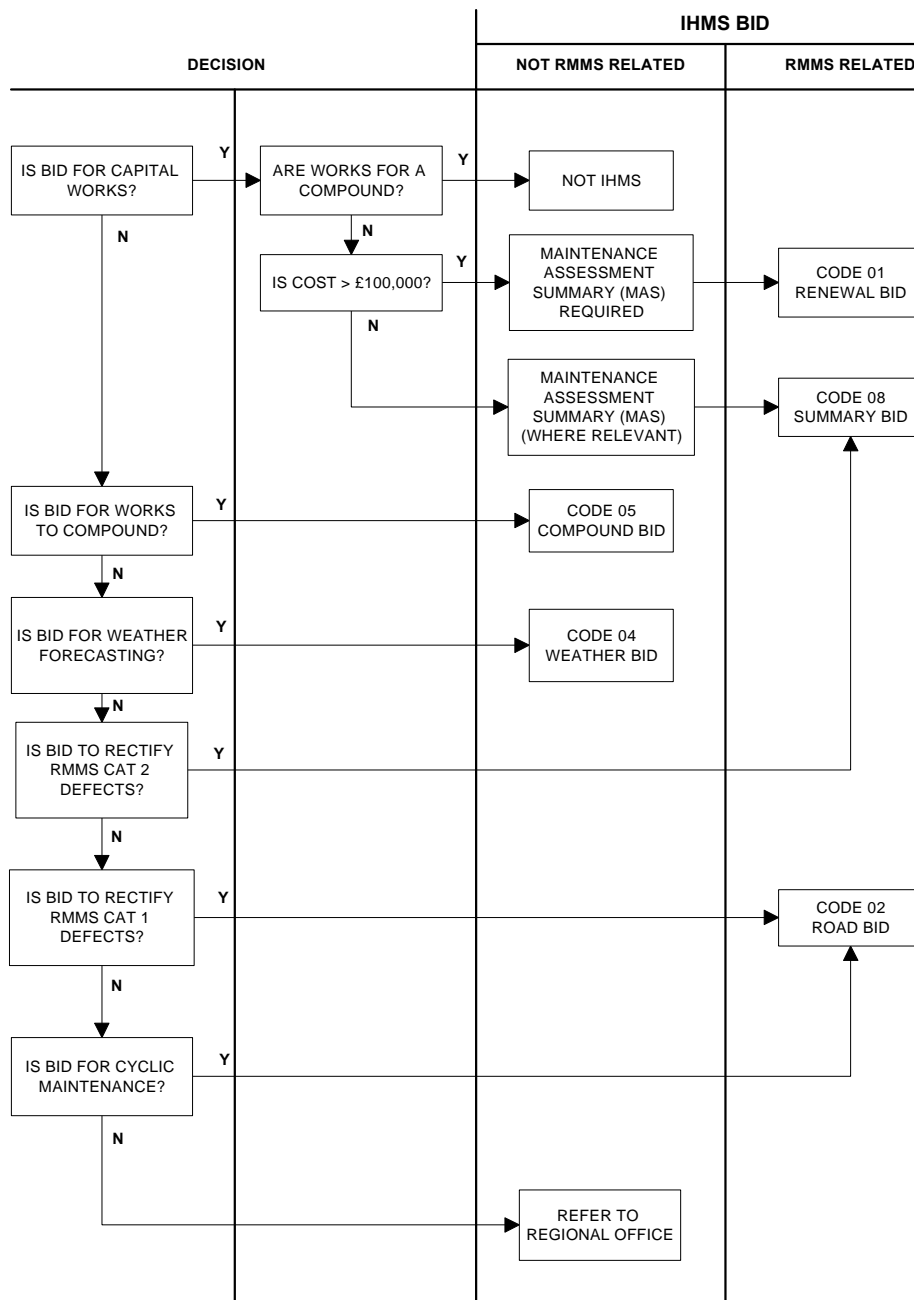 IHMS BID
DECISION
NOT RMMS RELATED
RMMS RELATED
IS BID FOR CAPITAL
WORKS?
Y
ARE WORKS FOR A
COMPOUND?
Y
NOT IHMS
N
N
IS COST > £100,000?
Y
MAINTENANCE
ASSESSMENT
SUMMARY (MAS)
REQUIRED
CODE 01
RENEWAL BID
N
MAINTENANCE
ASSESSMENT
SUMMARY (MAS)
(WHERE RELEVANT)
CODE 08
SUMMARY BID
IS BID FOR WORKS
TO COMPOUND?
Y
CODE 05
COMPOUND BID
N
IS BID FOR WEATHER
FORECASTING?
Y
CODE 04
WEATHER BID
N
IS BID TO RECTIFY
RMMS CAT 2
DEFECTS?
Y
N
IS BID TO RECTIFY
RMMS CAT 1
DEFECTS?
Y
CODE 02
ROAD BID
N
IS BID FOR CYCLIC
MAINTENANCE?
Y
N
REFER TO
REGIONAL OFFICE